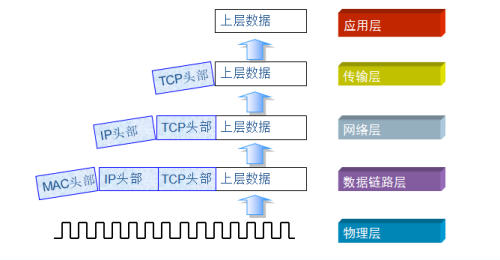 上层数据 应用层
TCP头部 上层数据 传输层
IP头部 TCP头部 上层数据 网络层
MAC头部 IP头部 TCP头部 上层数据 数据链路层
物理层